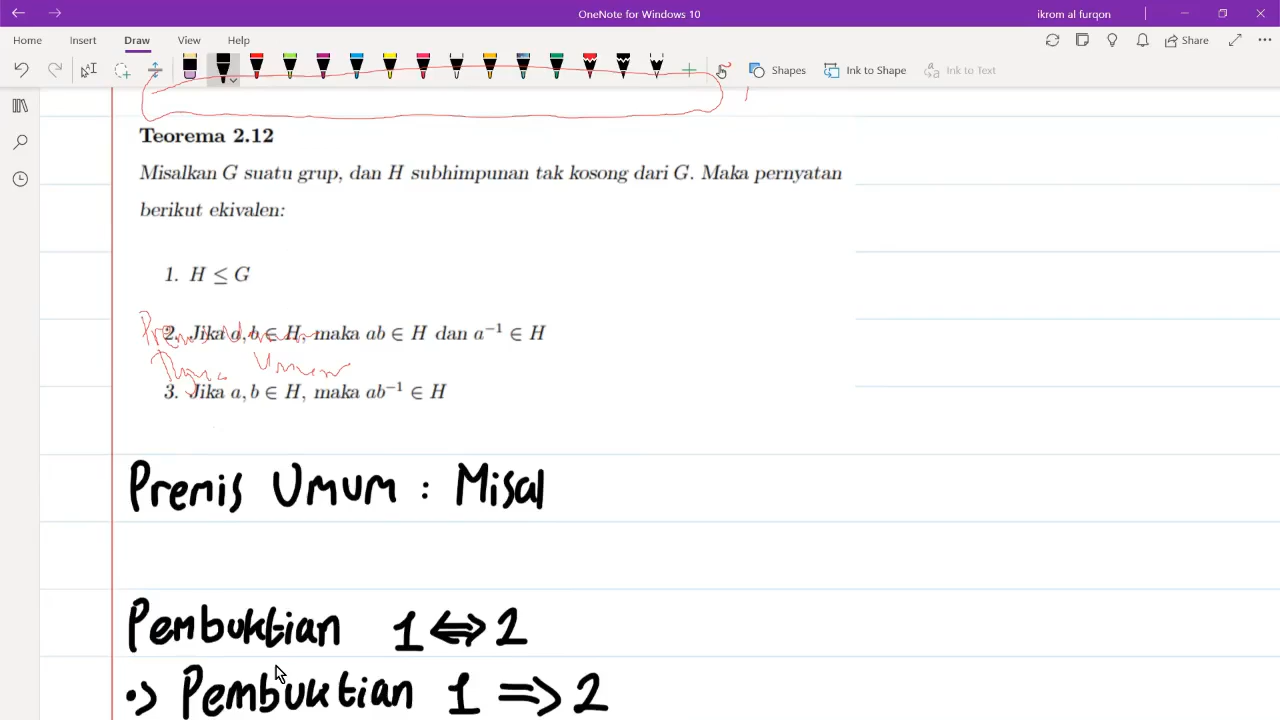 OneNote for Windows 10
ikrom al furqon
Home Insert Draw View Help
Share
Shapes
Ink to Shape
Ink to Text
Teorema 2.12
Misalkan G suatu grup, dan H subhimpunan tak kosong dari G. Maka pernyatan
berikut ekivalen:
1. H ≤ G
2. Jika a, b ∈ H, maka ab ∈ H dan a⁻¹ ∈ H
3. Jika a, b ∈ H, maka ab⁻¹ ∈ H
Premis Umum : Misal
Pembuktian 1 ⇔ 2
•> Pembuktian 1 => 2